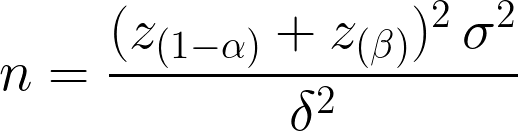 n = \frac{(z_{(1-\alpha)} + z_{(\beta)})^2 \, \sigma^2}{\delta^2}